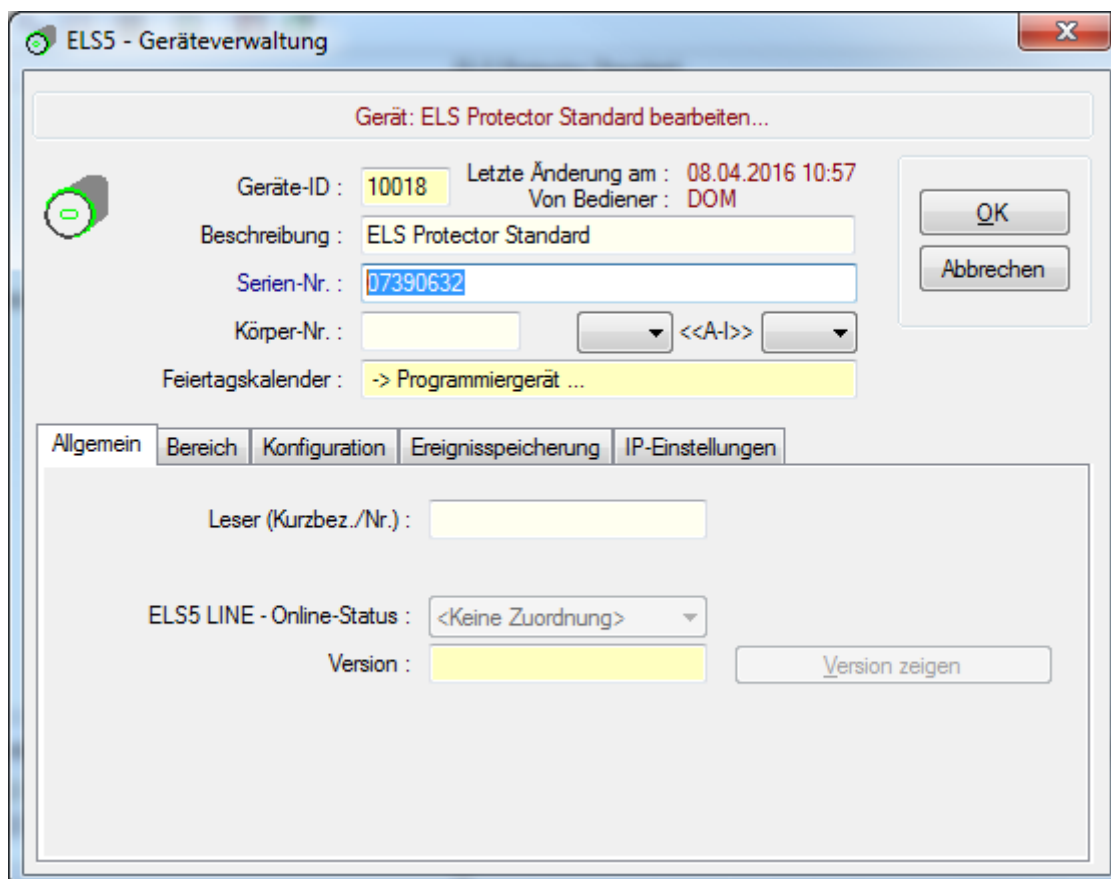 ELS5 - Geräteverwaltung
Gerät: ELS Protector Standard bearbeiten...
Geräte-ID : 10018 Letzte Änderung am : 08.04.2016 10:57
Von Bediener : DOM
OK
Beschreibung : ELS Protector Standard
Serien-Nr. : 07390632
Abbrechen
Körper-Nr. : <<A-I>>
Feiertagskalender : -> Programmiergerät ...
Allgemein Bereich Konfiguration Ereignisspeicherung IP-Einstellungen
Leser (Kurzbez./Nr.) :
ELS5 LINE - Online-Status : <Keine Zuordnung>
Version : Version zeigen